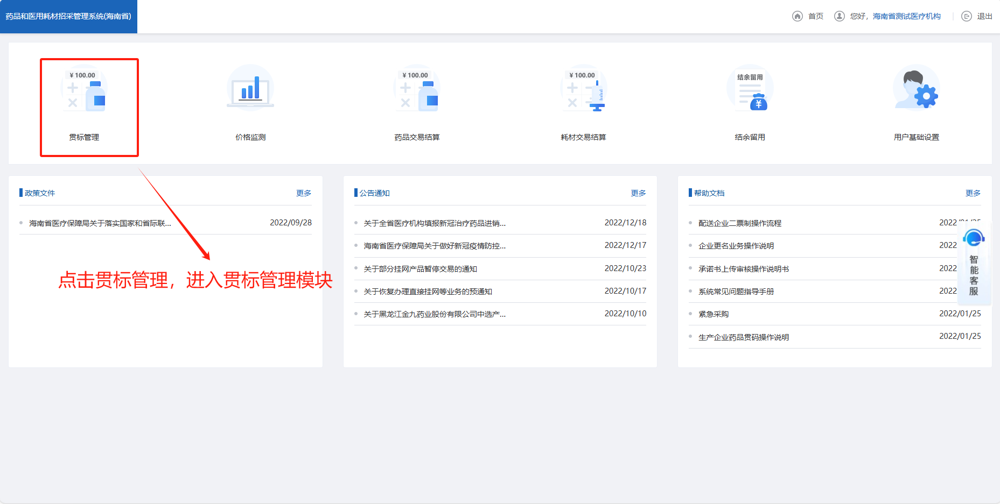 药品和医用耗材招采管理系统(海南省)
首页
您好，海南省测试医疗机构
退出
¥ 100.00
¥ 100.00
¥ 100.00
结余留用
贯标管理
价格监测
药品交易结算
耗材交易结算
结余留用
用户基础设置
政策文件
更多
海南省医疗保障局关于落实国家和省际联... 2022/09/28
点击贯标管理，进入贯标管理模块
公告通知
更多
关于全省医疗机构填报新冠治疗药品进销... 2022/12/18
海南省医疗保障局关于做好新冠疫情防控... 2022/12/17
关于部分挂网产品暂停交易的通知 2022/10/23
关于恢复办理直接挂网等业务的预通知 2022/10/17
关于黑龙江金九药业股份有限公司中选产... 2022/10/10
帮助文档
更多
配送企业二票制操作流程 2022/01/25
企业更名业务操作说明 2022
承诺书上传审核操作说明书 2022
系统常见问题指导手册 2022
紧急采购 2022/01/25
生产企业药品贯码操作说明 2022/01/25
智能客服